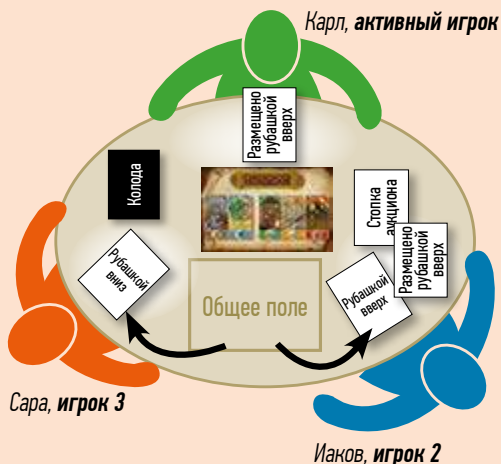 Карл, активный игрок
Размещено
рубашкой
вверх
Колода
Стопка
аукциона
Размещено
рубашкой
вверх
Рубашкой
вниз
Рубашкой
вверх
Общее поле
Сара, игрок 3
Иаков, игрок 2